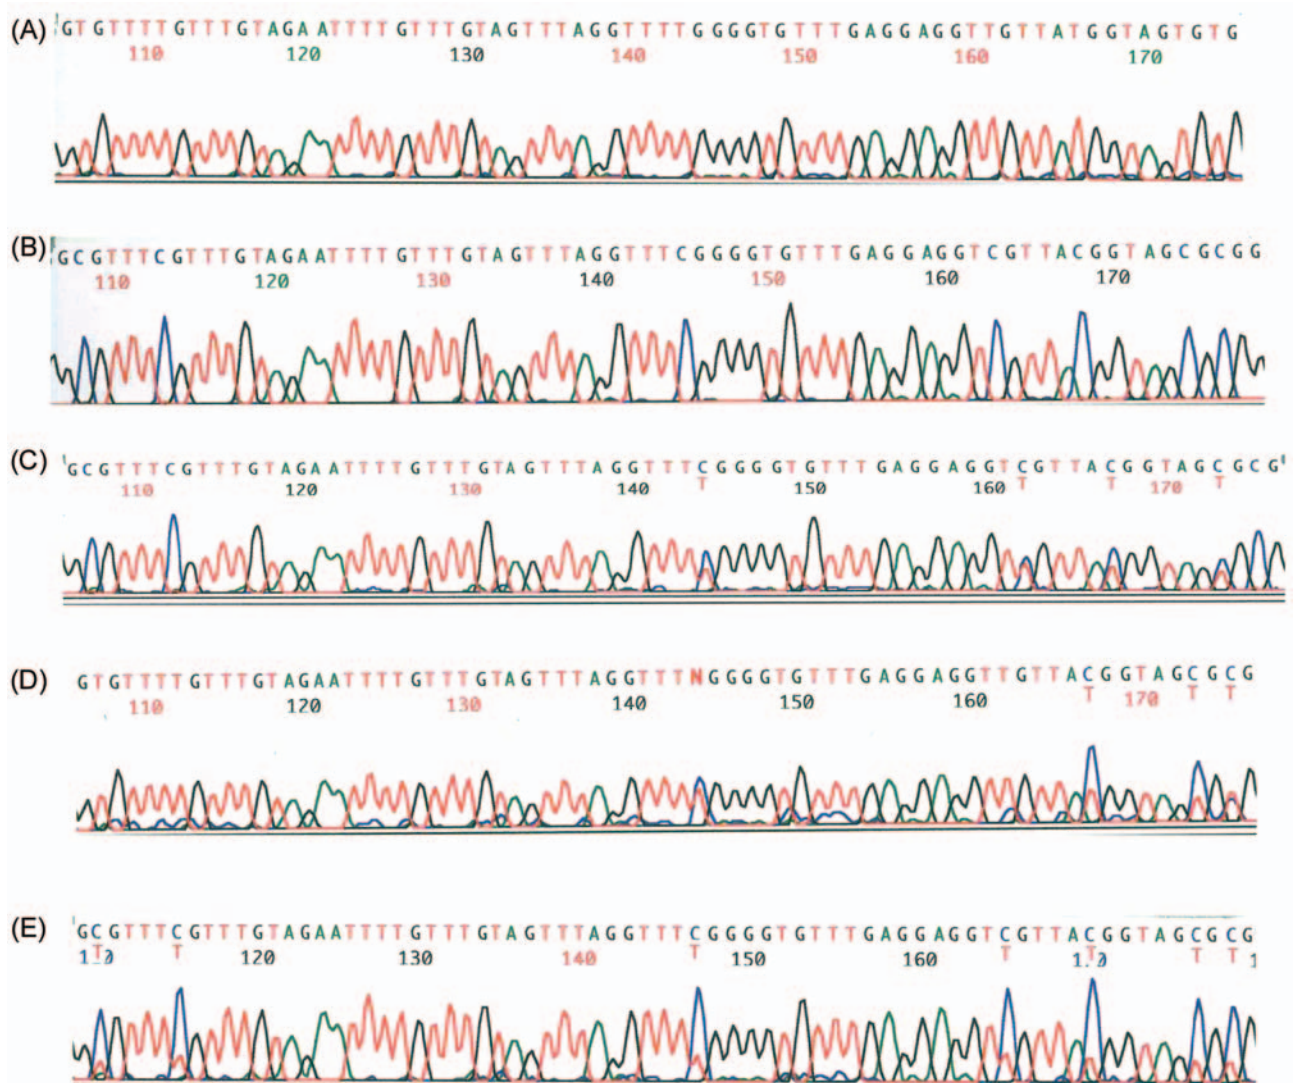 (A) GTGTTTTGTTTGTAGAATTTTGTTTGTAGTTTAGGTTTTGGGGTGTTTGAGGAGGTTGTTATGGTAGTGTG
110 120 130 140 150 160 170
(B) GCGTTTCGTTTGTAGAATTTTGTTTGTAGTTTAGGTTTCGGGGTGTTTGAGGAGGTCGTTACGGTAGCGCGG
110 120 130 140 150 160 170
(C) GCGTTTCGTTTGTAGAATTTTGTTTGTAGTTTAGGTTTCGGGGTGTTTGAGGAGGTCGTTACGGTAGCGCG
T T T T
110 120 130 140 150 160 170
(D) GTGTTTTGTTTGTAGAATTTTGTTTGTAGTTTAGGTTTNGGGGTGTTTGAGGAGGTTGTTACGGTAGCGCG
T T T
110 120 130 140 150 160 170
(E) GCGTTTCGTTTGTAGAATTTTGTTTGTAGTTTAGGTTTCGGGGTGTTTGAGGAGGTCGTTACGGTAGCGCG
T T T T T T T
120 130 140 150 160